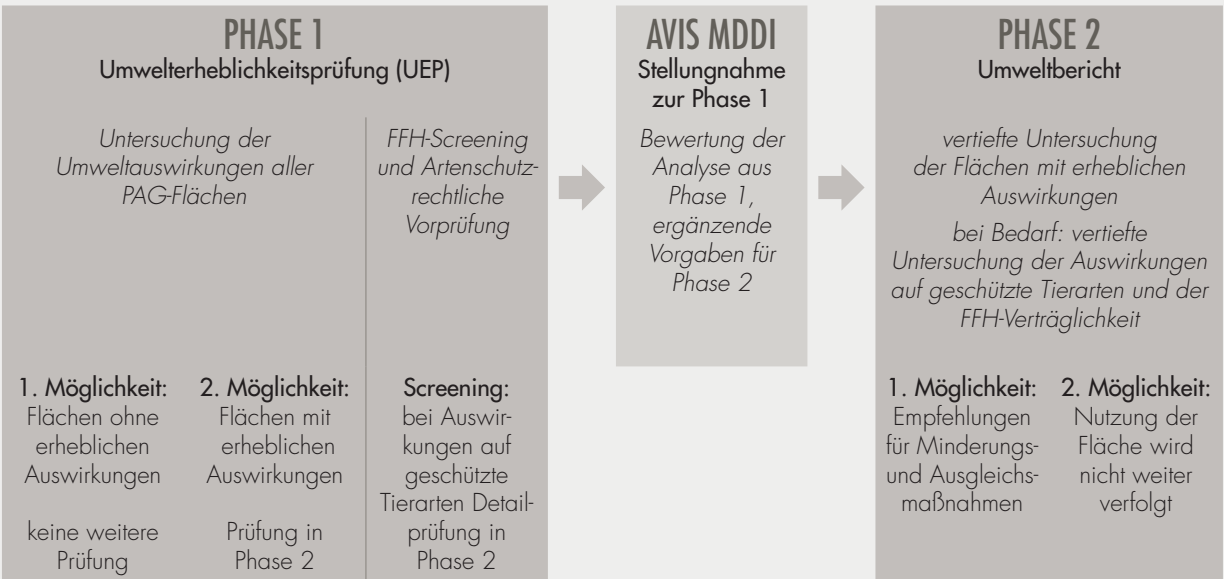 PHASE 1
Umwelterheblichkeitsprüfung (UEP)
Untersuchung der
Umweltauswirkungen aller
PAG-Flächen
FFH-Screening
und Artenschutz-
rechtliche
Vorprüfung
1. Möglichkeit:
Flächen ohne
erheblichen
Auswirkungen
keine weitere
Prüfung
2. Möglichkeit:
Flächen mit
erheblichen
Auswirkungen
Prüfung in
Phase 2
Screening:
bei Auswir-
kungen auf
geschützte
Tierarten Detail-
prüfung in
Phase 2
AVIS MDDI
Stellungnahme
zur Phase 1
Bewertung der
Analyse aus
Phase 1,
ergänzende
Vorgaben für
Phase 2
PHASE 2
Umweltbericht
vertiefte Untersuchung
der Flächen mit erheblichen
Auswirkungen
bei Bedarf: vertiefte
Untersuchung der Auswirkungen
auf geschützte Tierarten und der
FFH-Verträglichkeit
1. Möglichkeit:
Empfehlungen
für Minderungs-
und Ausgleichs-
maßnahmen
2. Möglichkeit:
Nutzung der
Fläche wird
nicht weiter
verfolgt